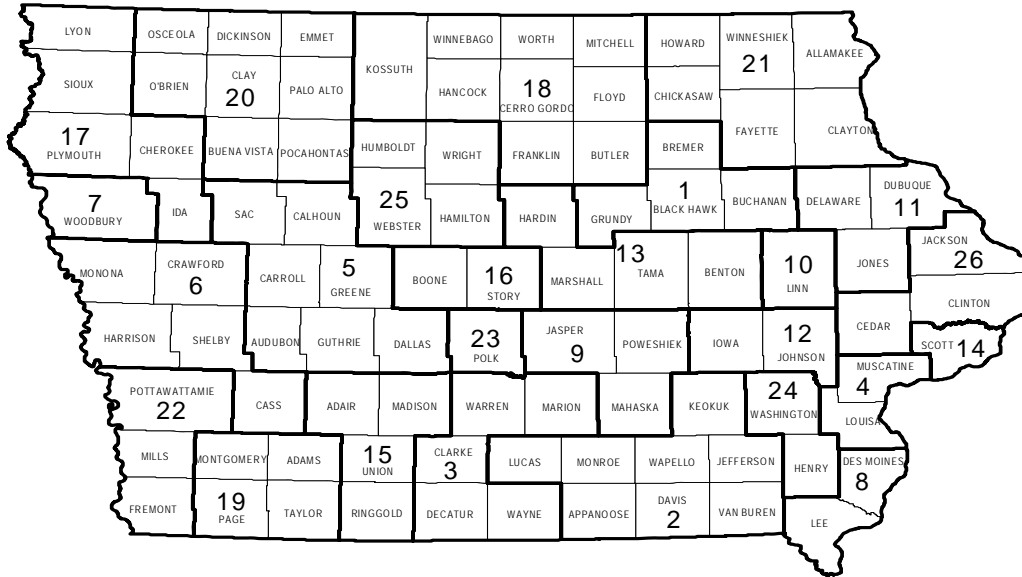 LYON
OSCEOLA
DICKINSON
EMMET
WINNEBAGO
WORTH
MITCHELL
HOWARD
WINNESHIEK
21
ALLAMAKEE
KOSSUTH
SIOUX
O'BRIEN
CLAY
20
PALO ALTO
HANCOCK
18
CERRO GORDO
FLOYD
CHICKASAW
17
PLYMOUTH
CHEROKEE
BUENA VISTA
POCAHONTAS
HUMBOLDT
WRIGHT
FRANKLIN
BUTLER
BREMER
FAYETTE
CLAYTON
7
WOODBURY
IDA
SAC
CALHOUN
25
WEBSTER
HAMILTON
HARDIN
GRUNDY
1
BLACK HAWK
BUCHANAN
DELAWARE
DUBUQUE
11
MONONA
CRAWFORD
6
CARROLL
5
GREENE
BOONE
16
STORY
MARSHALL
13
TAMA
BENTON
10
LINN
JONES
JACKSON
26
CLINTON
HARRISON
SHELBY
AUDUBON
GUTHRIE
DALLAS
23
POLK
JASPER
9
POWESHIEK
IOWA
12
JOHNSON
CEDAR
SCOTT 14
MUSCATINE
4
POTTAWATTAMIE
22
CASS
ADAIR
MADISON
WARREN
MARION
MAHASKA
KEOKUK
24
WASHINGTON
LOUISA
MILLS
MONTGOMERY
ADAMS
15
UNION
CLARKE
3
LUCAS
MONROE
WAPELLO
JEFFERSON
HENRY
DES MOINES
8
FREMONT
19
PAGE
TAYLOR
RINGGOLD
DECATUR
WAYNE
APPANOOSE
DAVIS
2
VAN BUREN
LEE